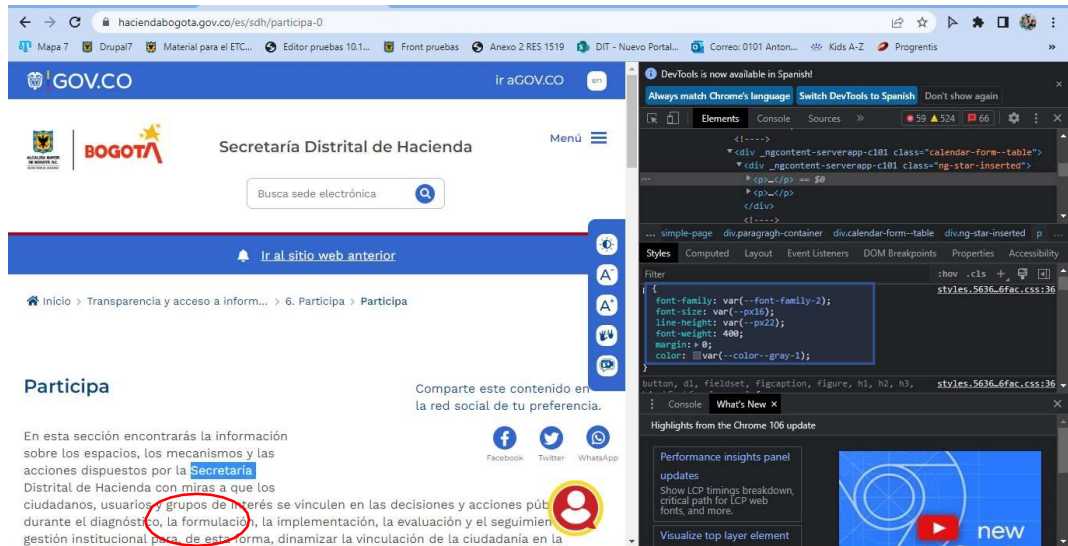 haciendabogota.gov.co/es/sdh/participa-0
Mapa 7 Drupal7 Material para el ETC... Editor pruebas 10.1... Front pruebas Anexo 2 RES 1519 DIT - Nuevo Portal... Correo: 0101 Anton... Kids A-Z Progrentis »
GOV.CO
ir aGOV.CO
en
BOGOTÁ
Secretaría Distrital de Hacienda
Menú
Busca sede electrónica
Ir al sitio web anterior
A-
A+
Inicio > Transparencia y acceso a inform... > 6. Participa > Participa
Participa
Comparte este contenido en
la red social de tu preferencia.
Facebook Twitter WhatsApp
En esta sección encontrarás la información
sobre los espacios, los mecanismos y las
acciones dispuestos por la Secretaría
Distrital de Hacienda con miras a que los
ciudadanos, usuarios y grupos de interés se vinculen en las decisiones y acciones púb
durante el diagnóstico, la formulación, la implementación, la evaluación y el seguimien
gestión institucional para, de esta forma, dinamizar la vinculación de la ciudadanía en la
DevTools is now available in Spanish!
Always match Chrome's language Switch DevTools to Spanish Don't show again
Elements Console Sources » 59 524 66
<!---->
<div _ngcontent-serverapp-c101 class="calendar-form--table">
<div _ngcontent-serverapp-c101 class="ng-star-inserted">
<p>…</p> == $0
<p>…</p>
</div>
<!---->
... simple-page div.paragragh-container div.calendar-form--table div.ng-star-inserted p ...
Styles Computed Layout Event Listeners DOM Breakpoints Properties Accessibility
Filter :hov .cls +
p { styles.5636…6fac.css:36
font-family: var(--font-family-2);
font-size: var(--px16);
line-height: var(--px22);
font-weight: 400;
margin: 0;
color: var(--color--gray-1);
}
button, dl, fieldset, figcaption, figure, h1, h2, h3, styles.5636…6fac.css:36
Console What's New ×
Highlights from the Chrome 106 update
Performance insights panel
updates
Show LCP timings breakdown,
critical path for LCP web
fonts, and more.
Visualize top layer element
new